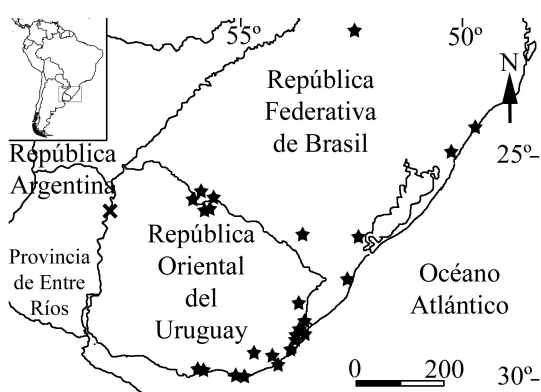 55º
50º
N
República
Federativa
de Brasil
25º
República
Argentina
República
Oriental
del
Uruguay
Provincia
de Entre
Ríos
Océano
Atlántico
0
200
30º